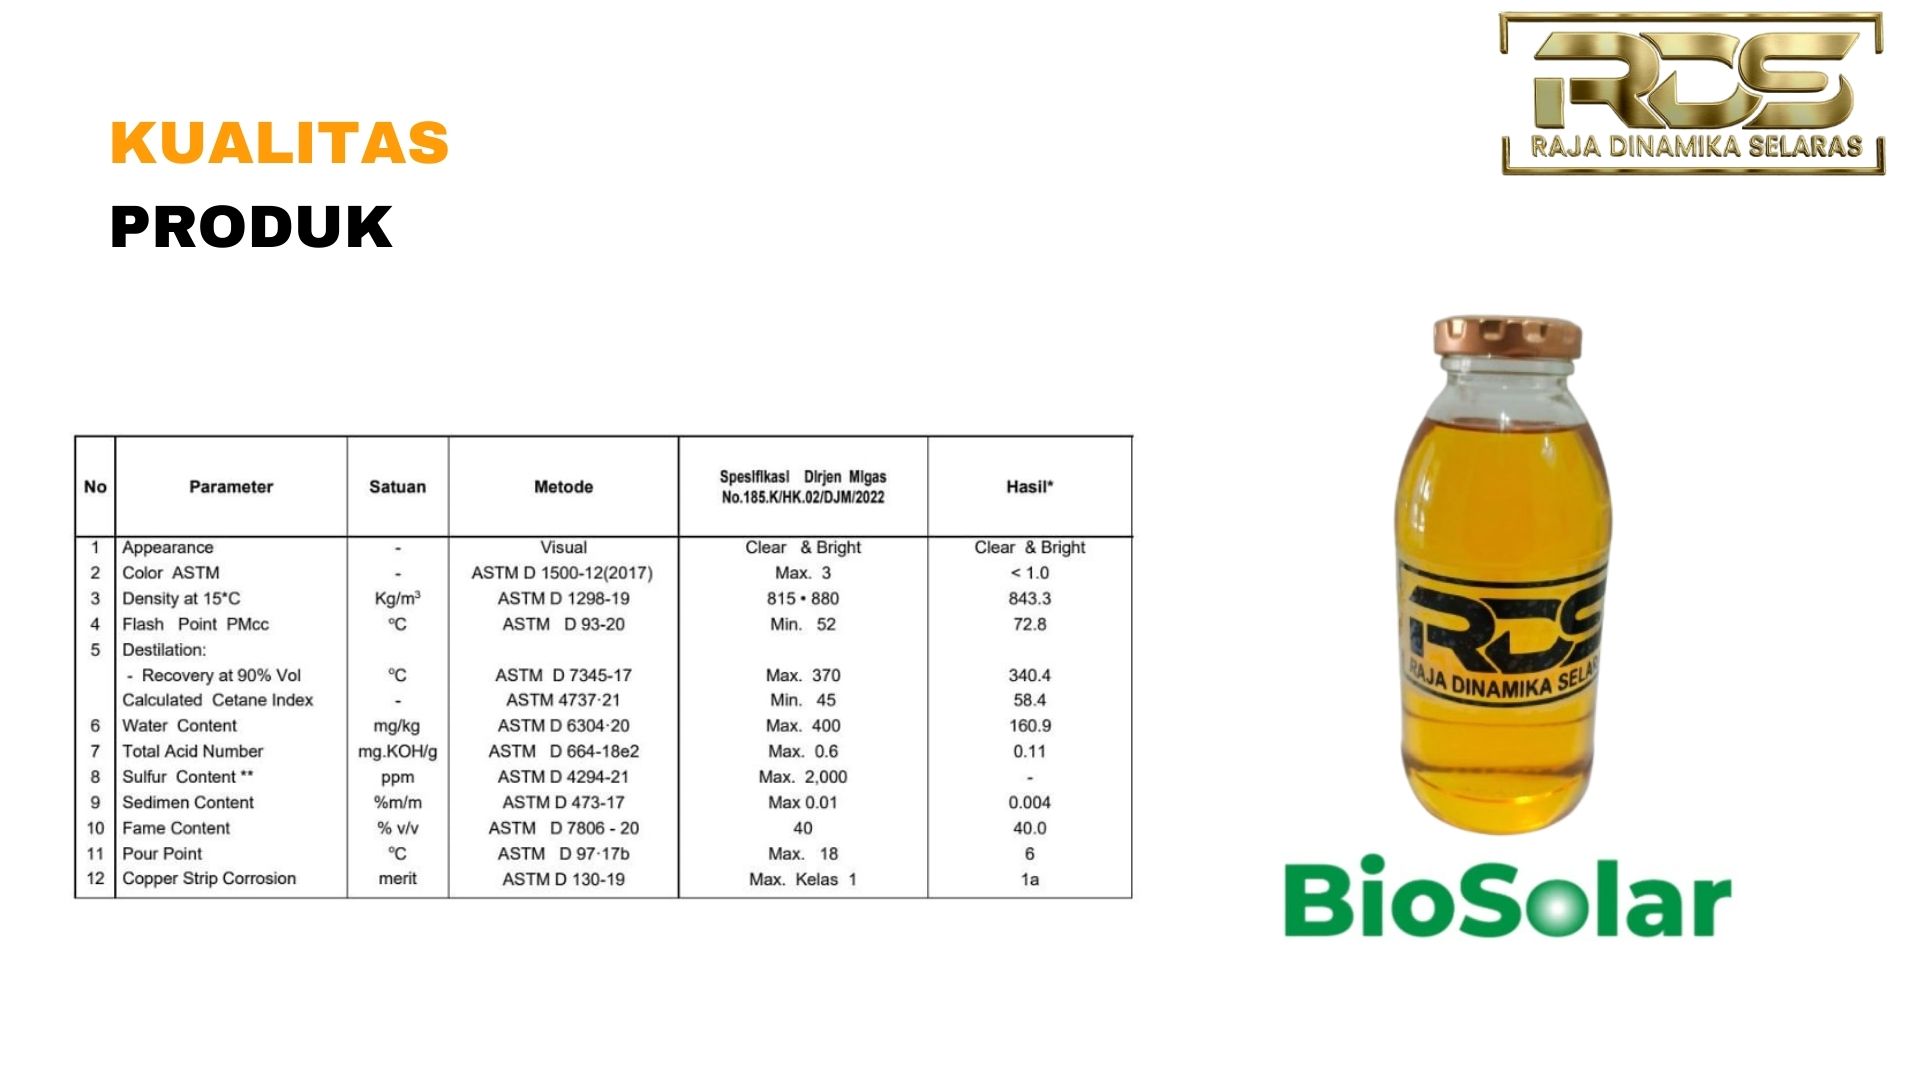 RDS
RAJA DINAMIKA SELARAS
KUALITAS
PRODUK
No Parameter Satuan Metode Spesifikasi Dirjen Migas No.185.K/HK.02/DJM/2022 Hasil*
1 Appearance - Visual Clear & Bright Clear & Bright
2 Color ASTM - ASTM D 1500-12(2017) Max. 3 < 1.0
3 Density at 15*C Kg/m³ ASTM D 1298-19 815 • 880 843.3
4 Flash Point PMcc °C ASTM D 93-20 Min. 52 72.8
5 Destilation:
- Recovery at 90% Vol °C ASTM D 7345-17 Max. 370 340.4
Calculated Cetane Index - ASTM 4737·21 Min. 45 58.4
6 Water Content mg/kg ASTM D 6304·20 Max. 400 160.9
7 Total Acid Number mg.KOH/g ASTM D 664-18e2 Max. 0.6 0.11
8 Sulfur Content ** ppm ASTM D 4294-21 Max. 2,000 -
9 Sedimen Content %m/m ASTM D 473-17 Max 0.01 0.004
10 Fame Content % v/v ASTM D 7806 - 20 40 40.0
11 Pour Point °C ASTM D 97·17b Max. 18 6
12 Copper Strip Corrosion merit ASTM D 130-19 Max. Kelas 1 1a
RDS
RAJA DINAMIKA SELAR
BioSolar